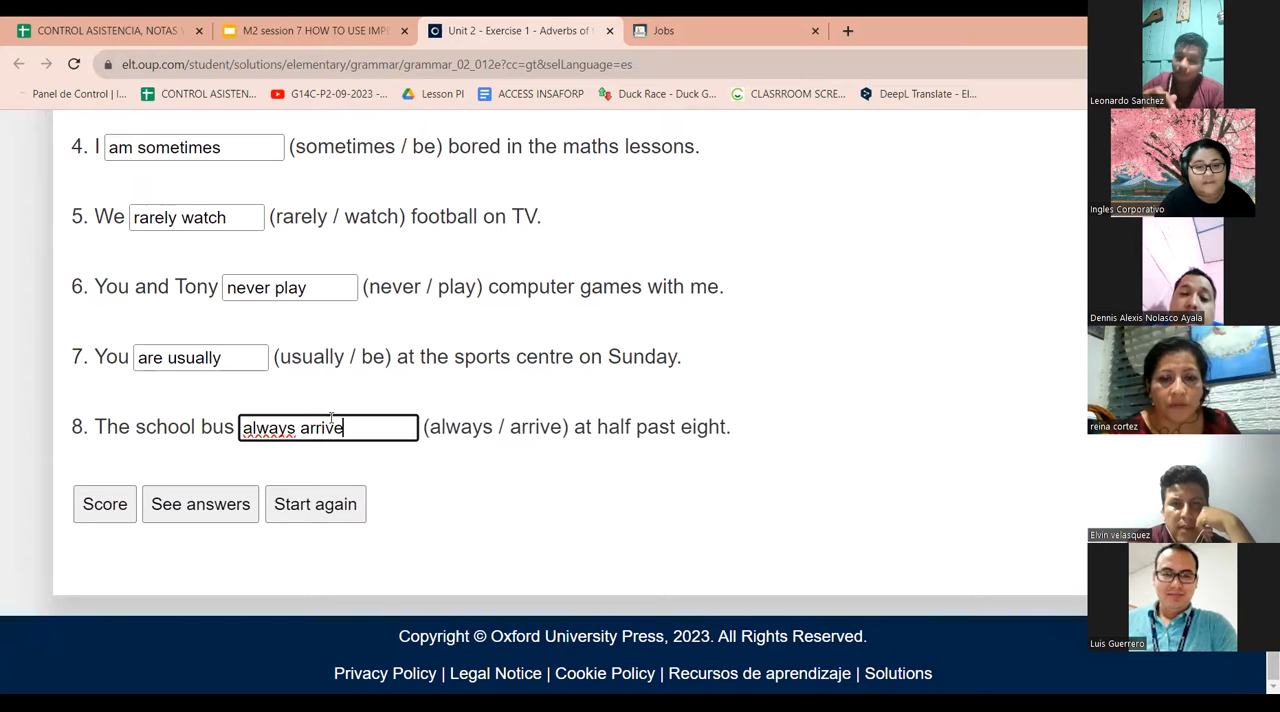 CONTROL ASISTENCIA, NOTAS
M2 session 7 HOW TO USE IMP
Unit 2 - Exercise 1 - Adverbs of
Jobs
elt.oup.com/student/solutions/elementary/grammar/grammar_02_012e?cc=gt&selLanguage=es
Panel de Control | I...
CONTROL ASISTEN...
G14C-P2-09-2023 -...
Lesson Pl
ACCESS INSAFORP
Duck Race - Duck G...
CLASRROOM SCRE...
DeepL Translate - El...
4. I am sometimes (sometimes / be) bored in the maths lessons.
5. We rarely watch (rarely / watch) football on TV.
6. You and Tony never play (never / play) computer games with me.
7. You are usually (usually / be) at the sports centre on Sunday.
8. The school bus always arrive (always / arrive) at half past eight.
Score See answers Start again
Copyright © Oxford University Press, 2023. All Rights Reserved.
Privacy Policy | Legal Notice | Cookie Policy | Recursos de aprendizaje | Solutions
Leonardo Sanchez
Ingles Corporativo
Dennis Alexis Nolasco Ayala
reina cortez
Elvin velasquez
Luis Guerrero